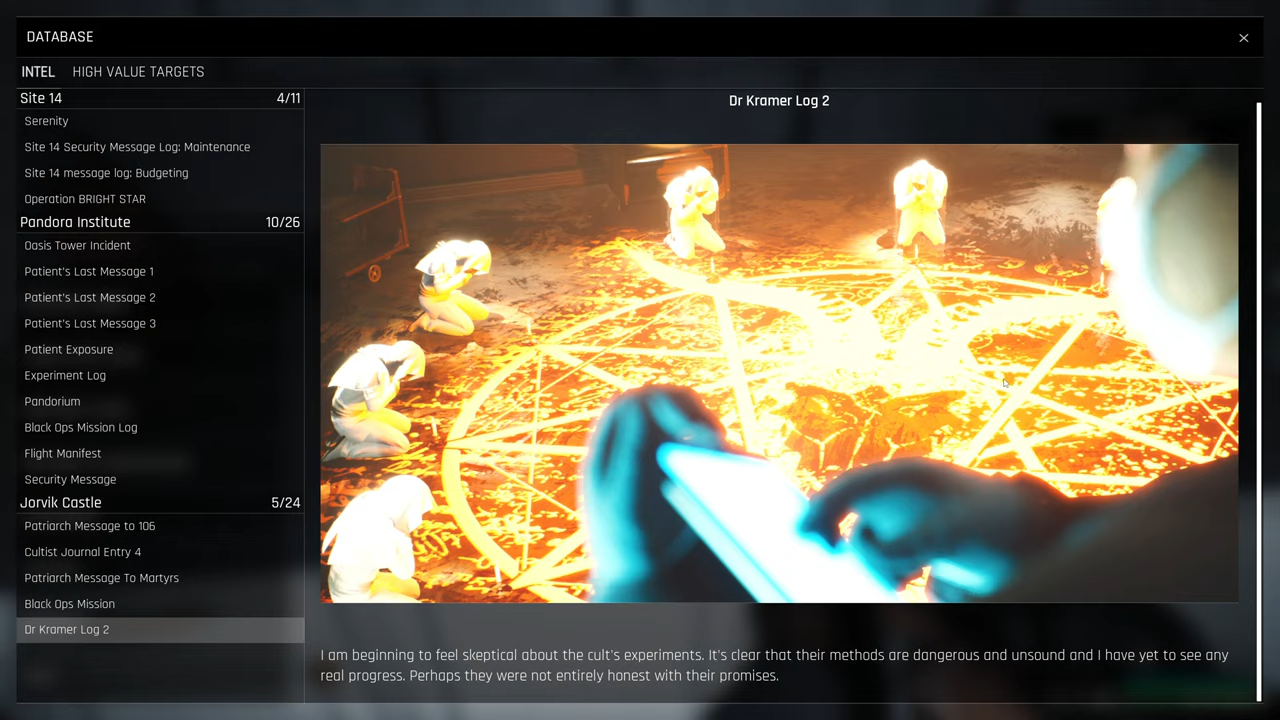 DATABASE
INTEL HIGH VALUE TARGETS
Site 14 4/11
Serenity
Site 14 Security Message Log: Maintenance
Site 14 message log: Budgeting
Operation BRIGHT STAR
Pandora Institute 10/26
Oasis Tower Incident
Patient's Last Message 1
Patient's Last Message 2
Patient's Last Message 3
Patient Exposure
Experiment Log
Pandorium
Black Ops Mission Log
Flight Manifest
Security Message
Jorvik Castle 5/24
Patriarch Message to 106
Cultist Journal Entry 4
Patriarch Message To Martyrs
Black Ops Mission
Dr Kramer Log 2
Dr Kramer Log 2
I am beginning to feel skeptical about the cult's experiments. It's clear that their methods are dangerous and unsound and I have yet to see any
real progress. Perhaps they were not entirely honest with their promises.